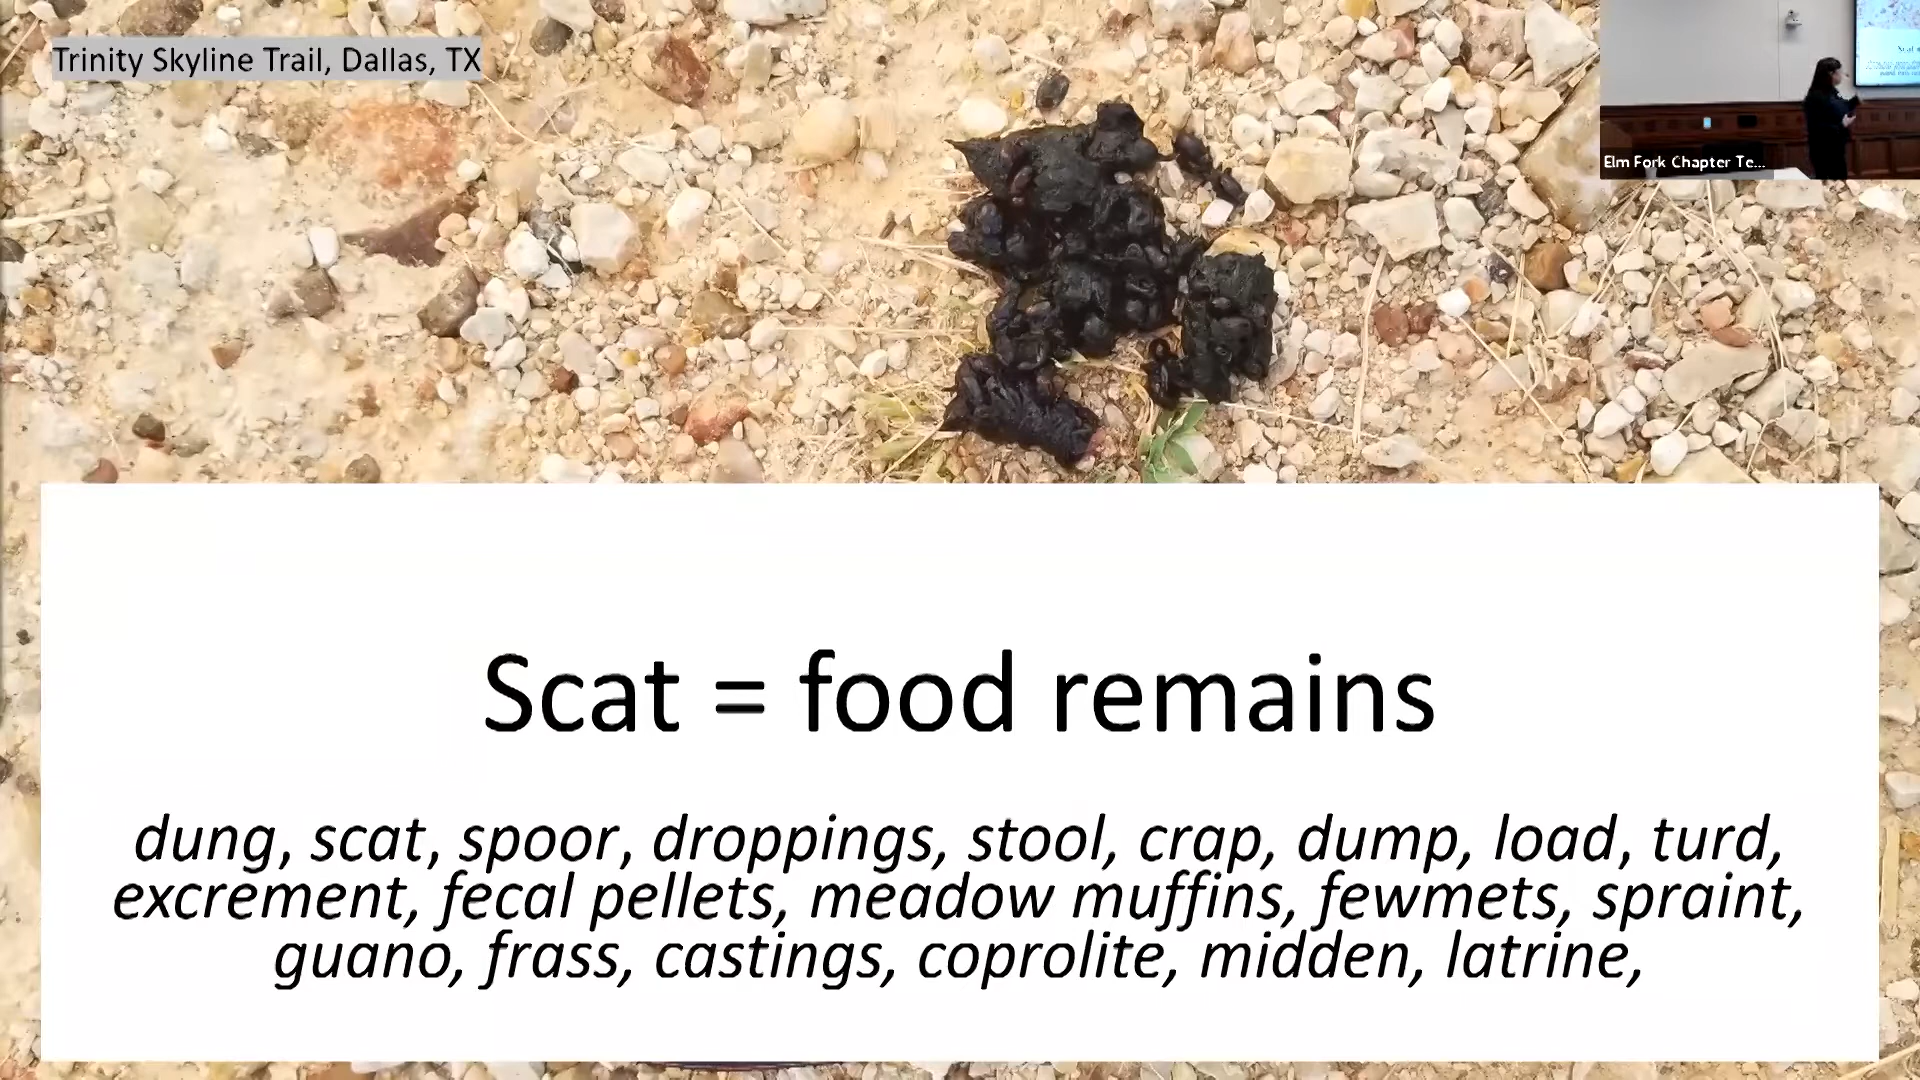 Trinity Skyline Trail, Dallas, TX
Elm Fork Chapter Te...
Scat = food remains
dung, scat, spoor, droppings, stool, crap, dump, load, turd,
excrement, fecal pellets, meadow muffins, fewmets, spraint,
guano, frass, castings, coprolite, midden, latrine,